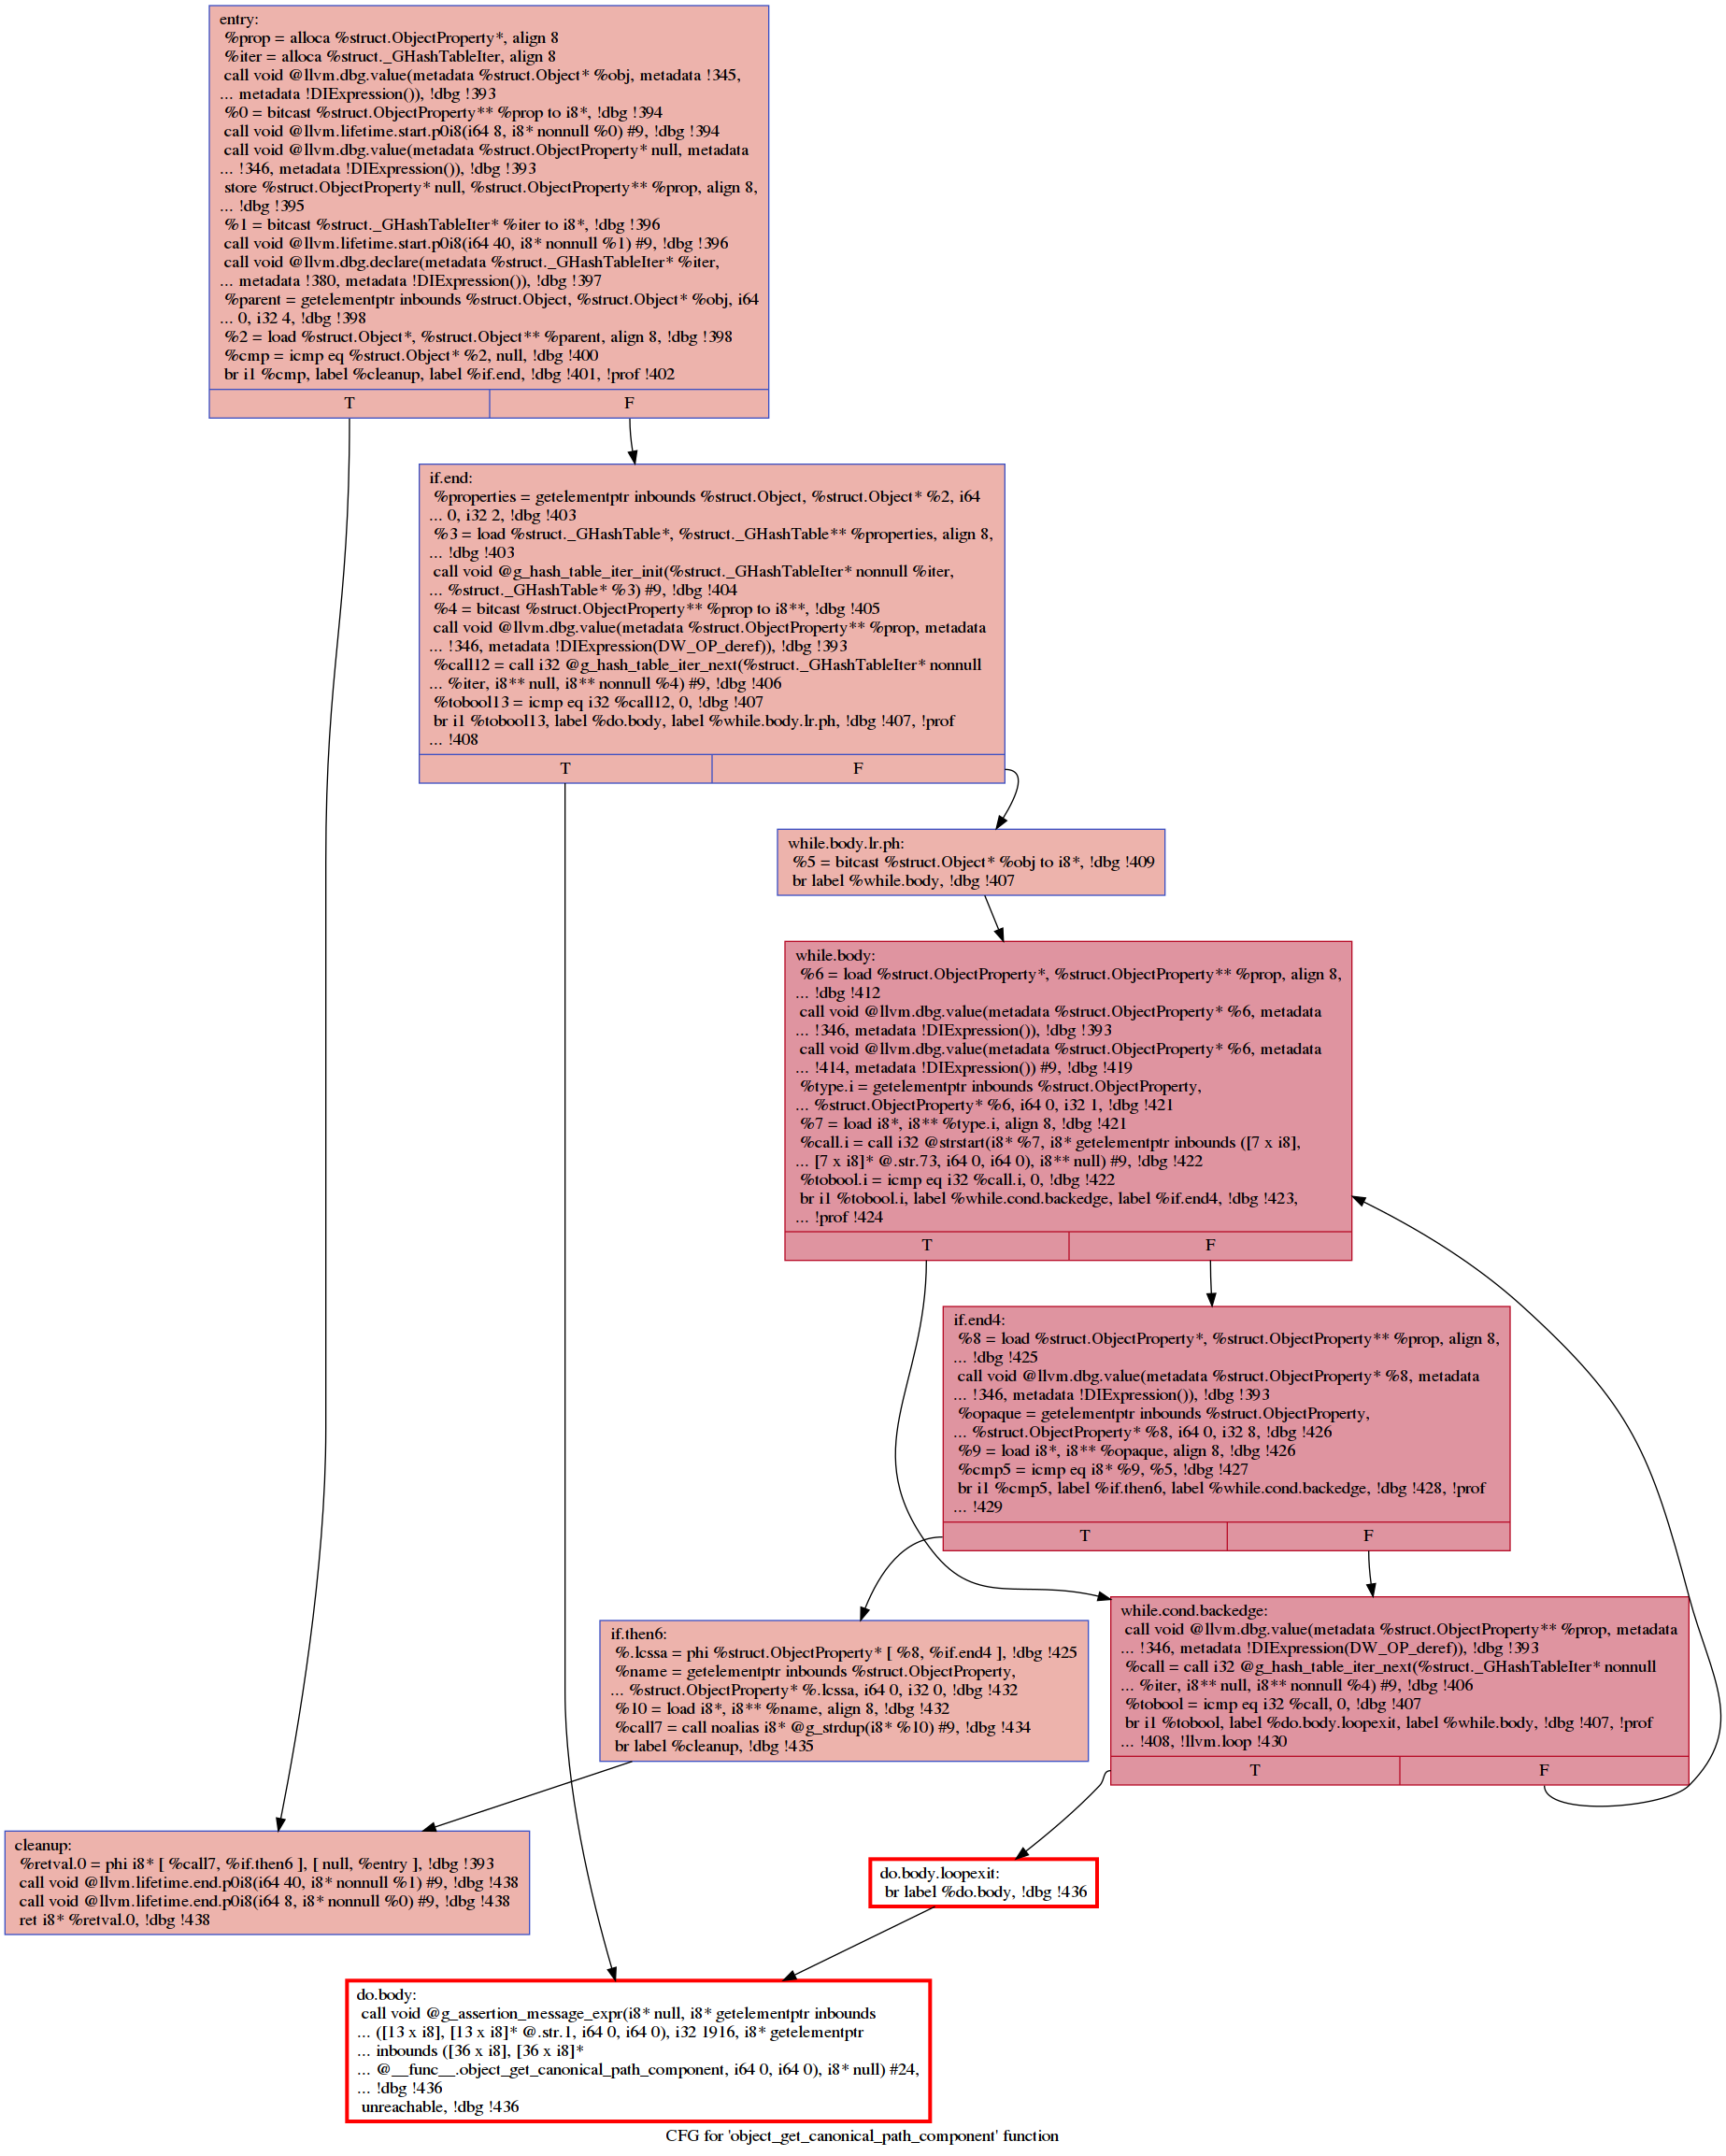 entry:
%prop = alloca %struct.ObjectProperty*, align 8
%iter = alloca %struct._GHashTableIter, align 8
call void @llvm.dbg.value(metadata %struct.Object* %obj, metadata !345,
... metadata !DIExpression()), !dbg !393
%0 = bitcast %struct.ObjectProperty** %prop to i8*, !dbg !394
call void @llvm.lifetime.start.p0i8(i64 8, i8* nonnull %0) #9, !dbg !394
call void @llvm.dbg.value(metadata %struct.ObjectProperty* null, metadata
... !346, metadata !DIExpression()), !dbg !393
store %struct.ObjectProperty* null, %struct.ObjectProperty** %prop, align 8,
... !dbg !395
%1 = bitcast %struct._GHashTableIter* %iter to i8*, !dbg !396
call void @llvm.lifetime.start.p0i8(i64 40, i8* nonnull %1) #9, !dbg !396
call void @llvm.dbg.declare(metadata %struct._GHashTableIter* %iter,
... metadata !380, metadata !DIExpression()), !dbg !397
%parent = getelementptr inbounds %struct.Object, %struct.Object* %obj, i64
... 0, i32 4, !dbg !398
%2 = load %struct.Object*, %struct.Object** %parent, align 8, !dbg !398
%cmp = icmp eq %struct.Object* %2, null, !dbg !400
br i1 %cmp, label %cleanup, label %if.end, !dbg !401, !prof !402
T F
if.end:
%properties = getelementptr inbounds %struct.Object, %struct.Object* %2, i64
... 0, i32 2, !dbg !403
%3 = load %struct._GHashTable*, %struct._GHashTable** %properties, align 8,
... !dbg !403
call void @g_hash_table_iter_init(%struct._GHashTableIter* nonnull %iter,
... %struct._GHashTable* %3) #9, !dbg !404
%4 = bitcast %struct.ObjectProperty** %prop to i8**, !dbg !405
call void @llvm.dbg.value(metadata %struct.ObjectProperty** %prop, metadata
... !346, metadata !DIExpression(DW_OP_deref)), !dbg !393
%call12 = call i32 @g_hash_table_iter_next(%struct._GHashTableIter* nonnull
... %iter, i8** null, i8** nonnull %4) #9, !dbg !406
%tobool13 = icmp eq i32 %call12, 0, !dbg !407
br i1 %tobool13, label %do.body, label %while.body.lr.ph, !dbg !407, !prof
... !408
T F
while.body.lr.ph:
%5 = bitcast %struct.Object* %obj to i8*, !dbg !409
br label %while.body, !dbg !407
while.body:
%6 = load %struct.ObjectProperty*, %struct.ObjectProperty** %prop, align 8,
... !dbg !412
call void @llvm.dbg.value(metadata %struct.ObjectProperty* %6, metadata
... !346, metadata !DIExpression()), !dbg !393
call void @llvm.dbg.value(metadata %struct.ObjectProperty* %6, metadata
... !414, metadata !DIExpression()) #9, !dbg !419
%type.i = getelementptr inbounds %struct.ObjectProperty,
... %struct.ObjectProperty* %6, i64 0, i32 1, !dbg !421
%7 = load i8*, i8** %type.i, align 8, !dbg !421
%call.i = call i32 @strstart(i8* %7, i8* getelementptr inbounds ([7 x i8],
... [7 x i8]* @.str.73, i64 0, i64 0), i8** null) #9, !dbg !422
%tobool.i = icmp eq i32 %call.i, 0, !dbg !422
br i1 %tobool.i, label %while.cond.backedge, label %if.end4, !dbg !423,
... !prof !424
T F
if.end4:
%8 = load %struct.ObjectProperty*, %struct.ObjectProperty** %prop, align 8,
... !dbg !425
call void @llvm.dbg.value(metadata %struct.ObjectProperty* %8, metadata
... !346, metadata !DIExpression()), !dbg !393
%opaque = getelementptr inbounds %struct.ObjectProperty,
... %struct.ObjectProperty* %8, i64 0, i32 8, !dbg !426
%9 = load i8*, i8** %opaque, align 8, !dbg !426
%cmp5 = icmp eq i8* %9, %5, !dbg !427
br i1 %cmp5, label %if.then6, label %while.cond.backedge, !dbg !428, !prof
... !429
T F
while.cond.backedge:
call void @llvm.dbg.value(metadata %struct.ObjectProperty** %prop, metadata
... !346, metadata !DIExpression(DW_OP_deref)), !dbg !393
%call = call i32 @g_hash_table_iter_next(%struct._GHashTableIter* nonnull
... %iter, i8** null, i8** nonnull %4) #9, !dbg !406
%tobool = icmp eq i32 %call, 0, !dbg !407
br i1 %tobool, label %do.body.loopexit, label %while.body, !dbg !407, !prof
... !408, !llvm.loop !430
T F
if.then6:
%.lcssa = phi %struct.ObjectProperty* [ %8, %if.end4 ], !dbg !425
%name = getelementptr inbounds %struct.ObjectProperty,
... %struct.ObjectProperty* %.lcssa, i64 0, i32 0, !dbg !432
%10 = load i8*, i8** %name, align 8, !dbg !432
%call7 = call noalias i8* @g_strdup(i8* %10) #9, !dbg !434
br label %cleanup, !dbg !435
cleanup:
%retval.0 = phi i8* [ %call7, %if.then6 ], [ null, %entry ], !dbg !393
call void @llvm.lifetime.end.p0i8(i64 40, i8* nonnull %1) #9, !dbg !438
call void @llvm.lifetime.end.p0i8(i64 8, i8* nonnull %0) #9, !dbg !438
ret i8* %retval.0, !dbg !438
do.body.loopexit:
br label %do.body, !dbg !436
do.body:
call void @g_assertion_message_expr(i8* null, i8* getelementptr inbounds
... ([13 x i8], [13 x i8]* @.str.1, i64 0, i64 0), i32 1916, i8* getelementptr
... inbounds ([36 x i8], [36 x i8]*
... @__func__.object_get_canonical_path_component, i64 0, i64 0), i8* null) #24,
... !dbg !436
unreachable, !dbg !436
CFG for 'object_get_canonical_path_component' function